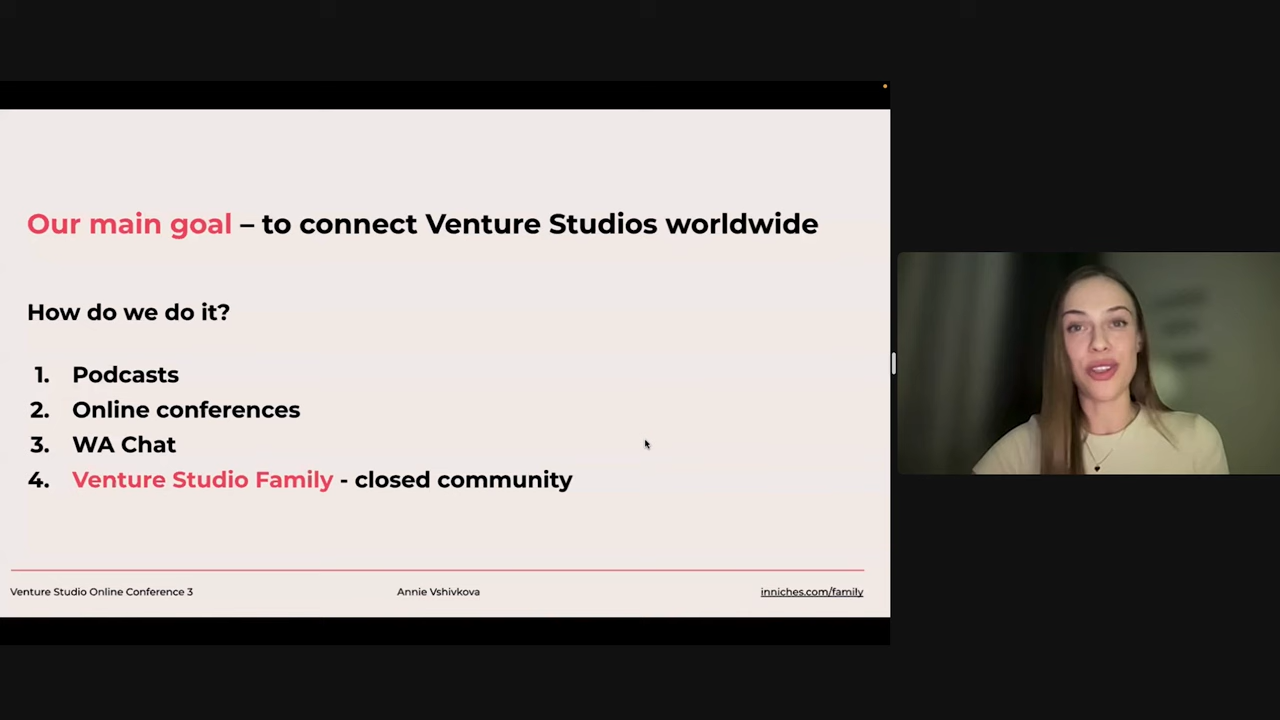 Our main goal – to connect Venture Studios worldwide
How do we do it?
1. Podcasts
2. Online conferences
3. WA Chat
4. Venture Studio Family - closed community
Venture Studio Online Conference 3
Annie Vshivkova
inniches.com/family